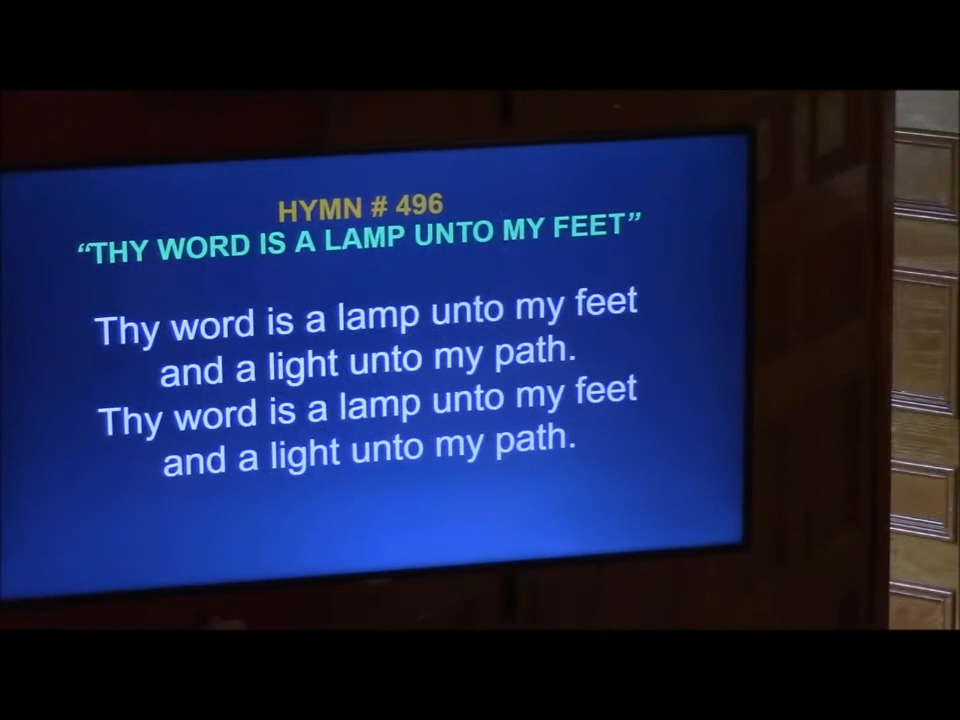 HYMN # 496
“THY WORD IS A LAMP UNTO MY FEET”
Thy word is a lamp unto my feet
and a light unto my path.
Thy word is a lamp unto my feet
and a light unto my path.